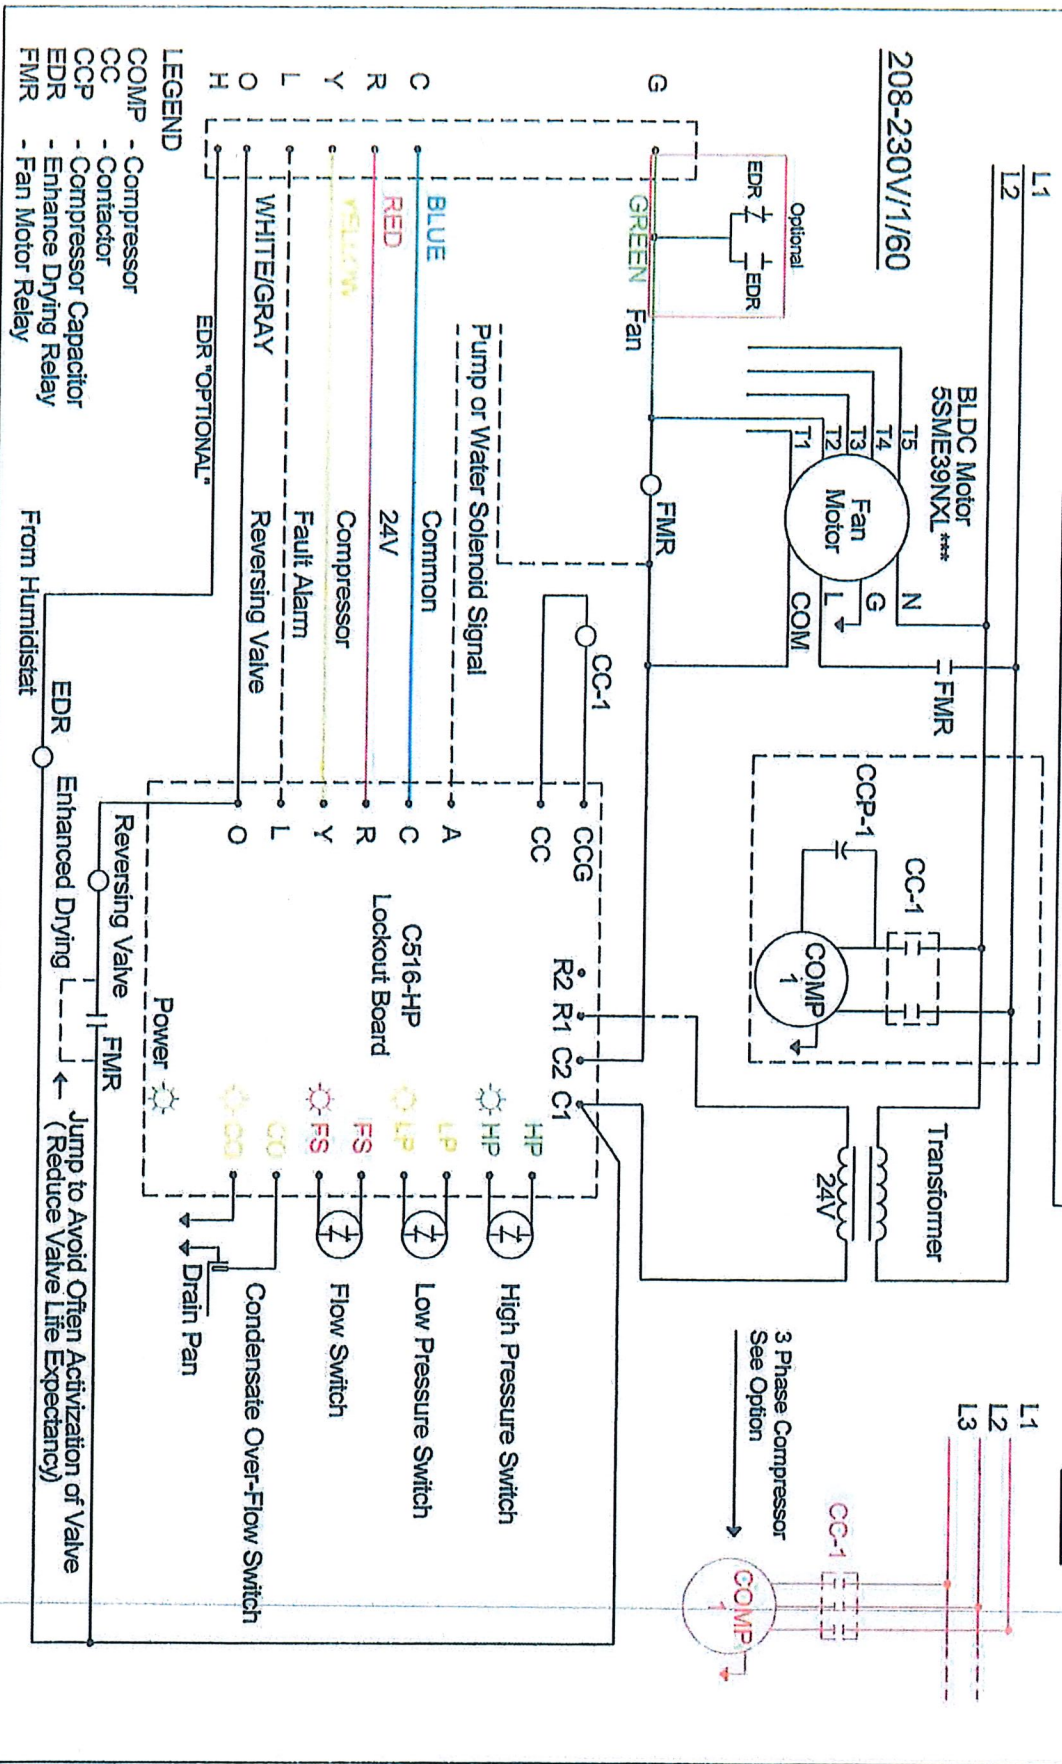 208-230V/1/60
L1
L2
BLDC Motor
5SME39NXL***
T5
T4
T3
T2
T1
Fan
Motor
N
G
L
COM
FMR
Optional
EDR
EDR
G
GREEN
Fan
FMR
CCP-1
CC-1
COMP
1
Transformer
24V
3 Phase Compressor
See Option
L1
L2
L3
CC-1
COMP
1
Pump or Water Solenoid Signal
CC-1
C
BLUE
Common
R
RED
24V
Y
YELLOW
Compressor
L
Fault Alarm
O
WHITE/GRAY
Reversing Valve
H
EDR "OPTIONAL"
CCG
CC
A
C
R
Y
L
O
R2
R1
C2
C1
C516-HP
Lockout Board
HP
HP
LP
LP
FS
FS
CO
CO
Power
High Pressure Switch
Low Pressure Switch
Flow Switch
Condensate Over-Flow Switch
Drain Pan
Reversing Valve
FMR
Jump to Avoid Often Activization of Valve
(Reduce Valve Life Expectancy)
EDR
Enhanced Drying
From Humidistat
LEGEND
COMP - Compressor
CC - Contactor
CCP - Compressor Capacitor
EDR - Enhance Drying Relay
FMR - Fan Motor Relay